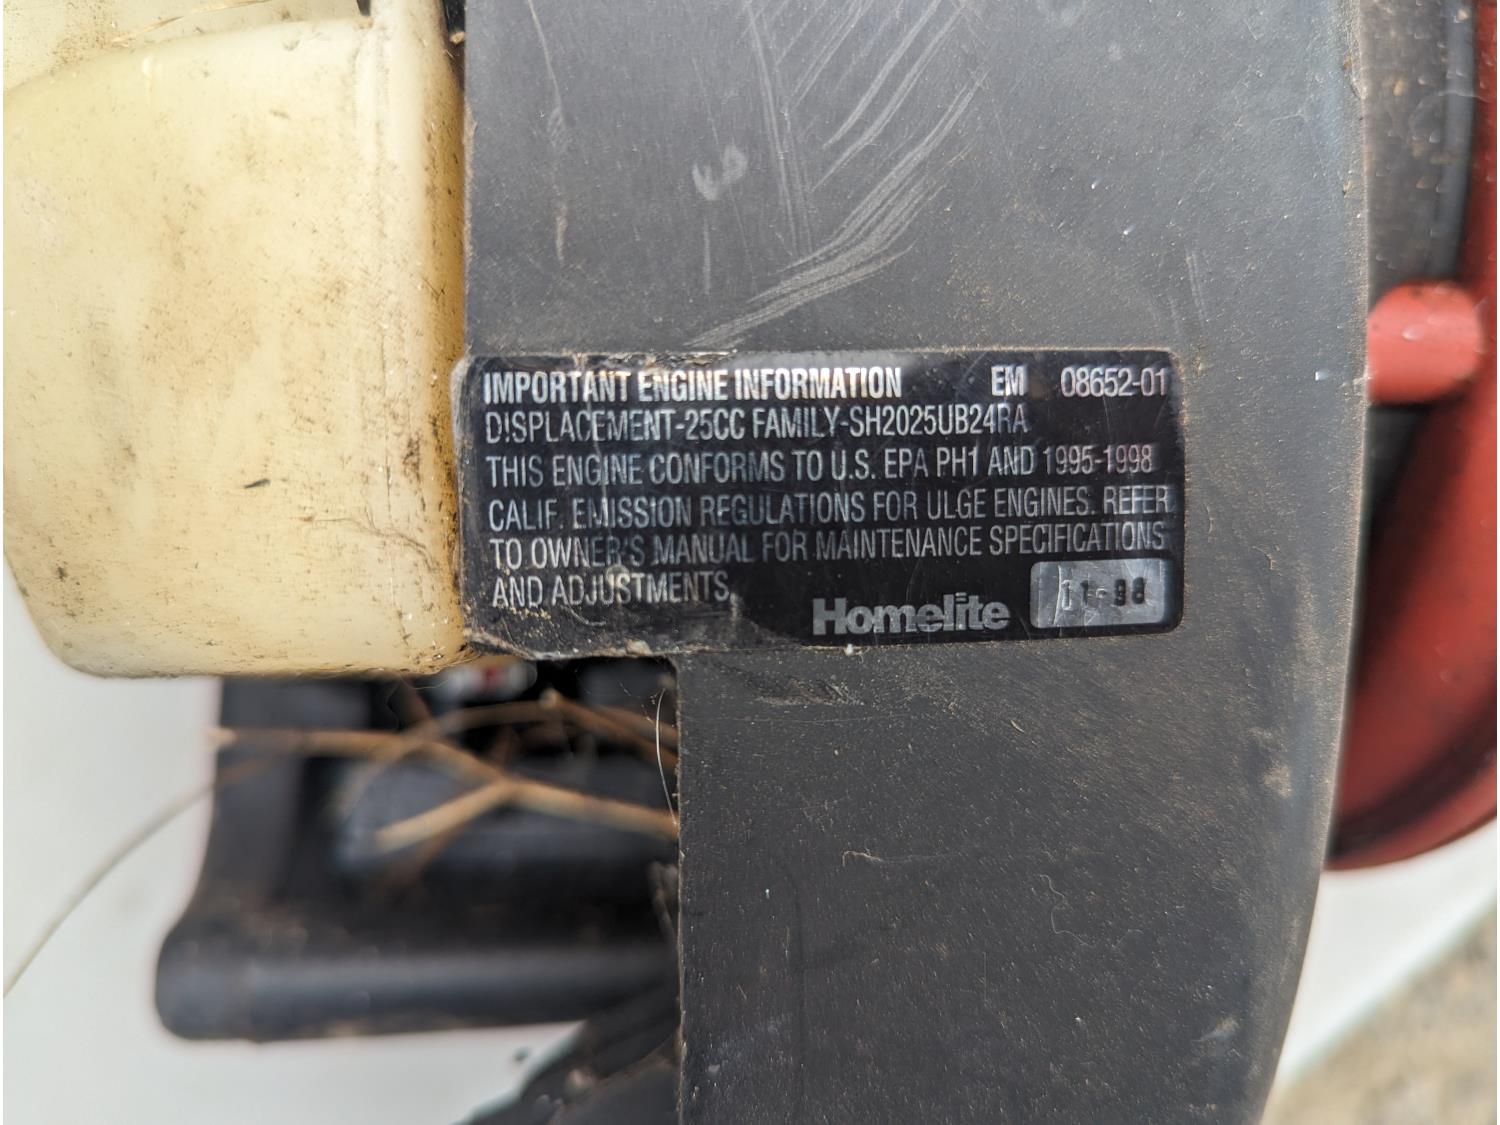 IMPORTANT ENGINE INFORMATION EM 08652-01
DISPLACEMENT-25CC FAMILY-SH2025UB24RA
THIS ENGINE CONFORMS TO U.S. EPA PH1 AND 1995-1998
CALIF. EMISSION REGULATIONS FOR ULGE ENGINES. REFER
TO OWNER'S MANUAL FOR MAINTENANCE SPECIFICATIONS
AND ADJUSTMENTS.
Homelite